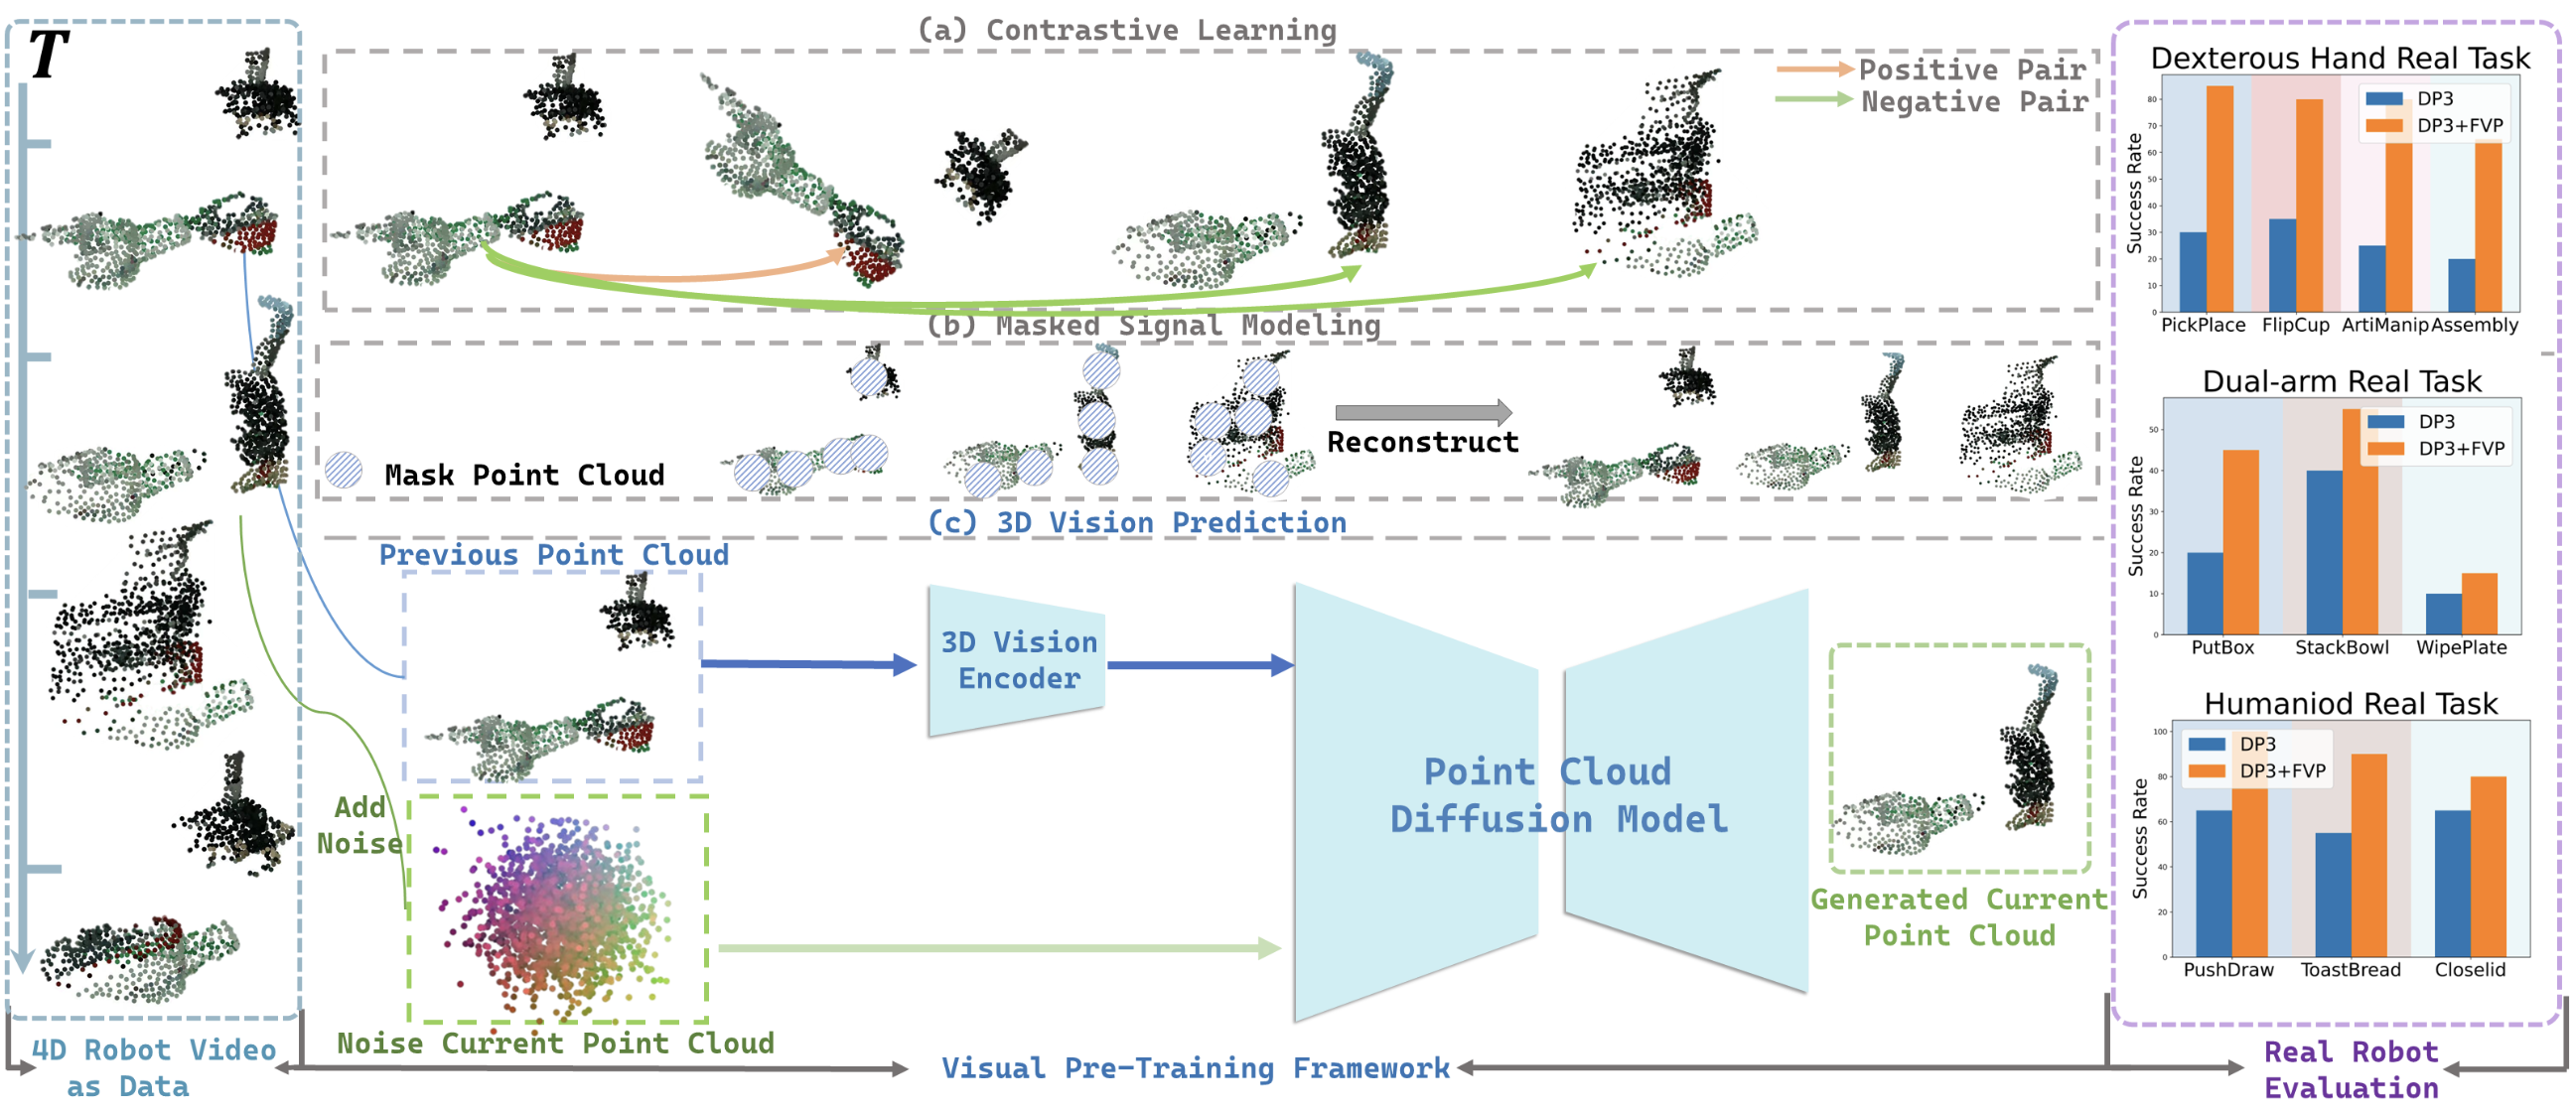 T
(a) Contrastive Learning
Positive Pair
Negative Pair
(b) Masked Signal Modeling
Mask Point Cloud
Reconstruct
(c) 3D Vision Prediction
Previous Point Cloud
3D Vision
Encoder
Add
Noise
Point Cloud
Diffusion Model
Generated Current
Point Cloud
Noise Current Point Cloud
4D Robot Video
as Data
Visual Pre-Training Framework
Real Robot
Evaluation
Dexterous Hand Real Task
DP3
DP3+FVP
Success Rate
80
70
60
50
40
30
20
10
0
PickPlace FlipCup ArtiManip Assembly
Dual-arm Real Task
DP3
DP3+FVP
Success Rate
50
40
30
20
10
0
PutBox StackBowl WipePlate
Humaniod Real Task
DP3
DP3+FVP
Success Rate
100
80
60
40
20
0
PushDraw ToastBread Closelid